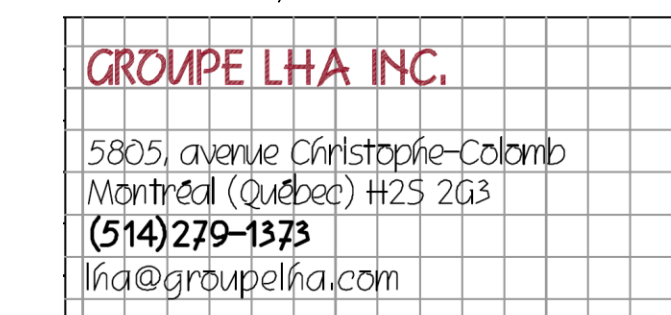 GROUPE LHA INC.
5805, avenue Christophe-Colomb
Montréal (Québec) H2S 2G3
(514)279-1373
lha@groupelha.com